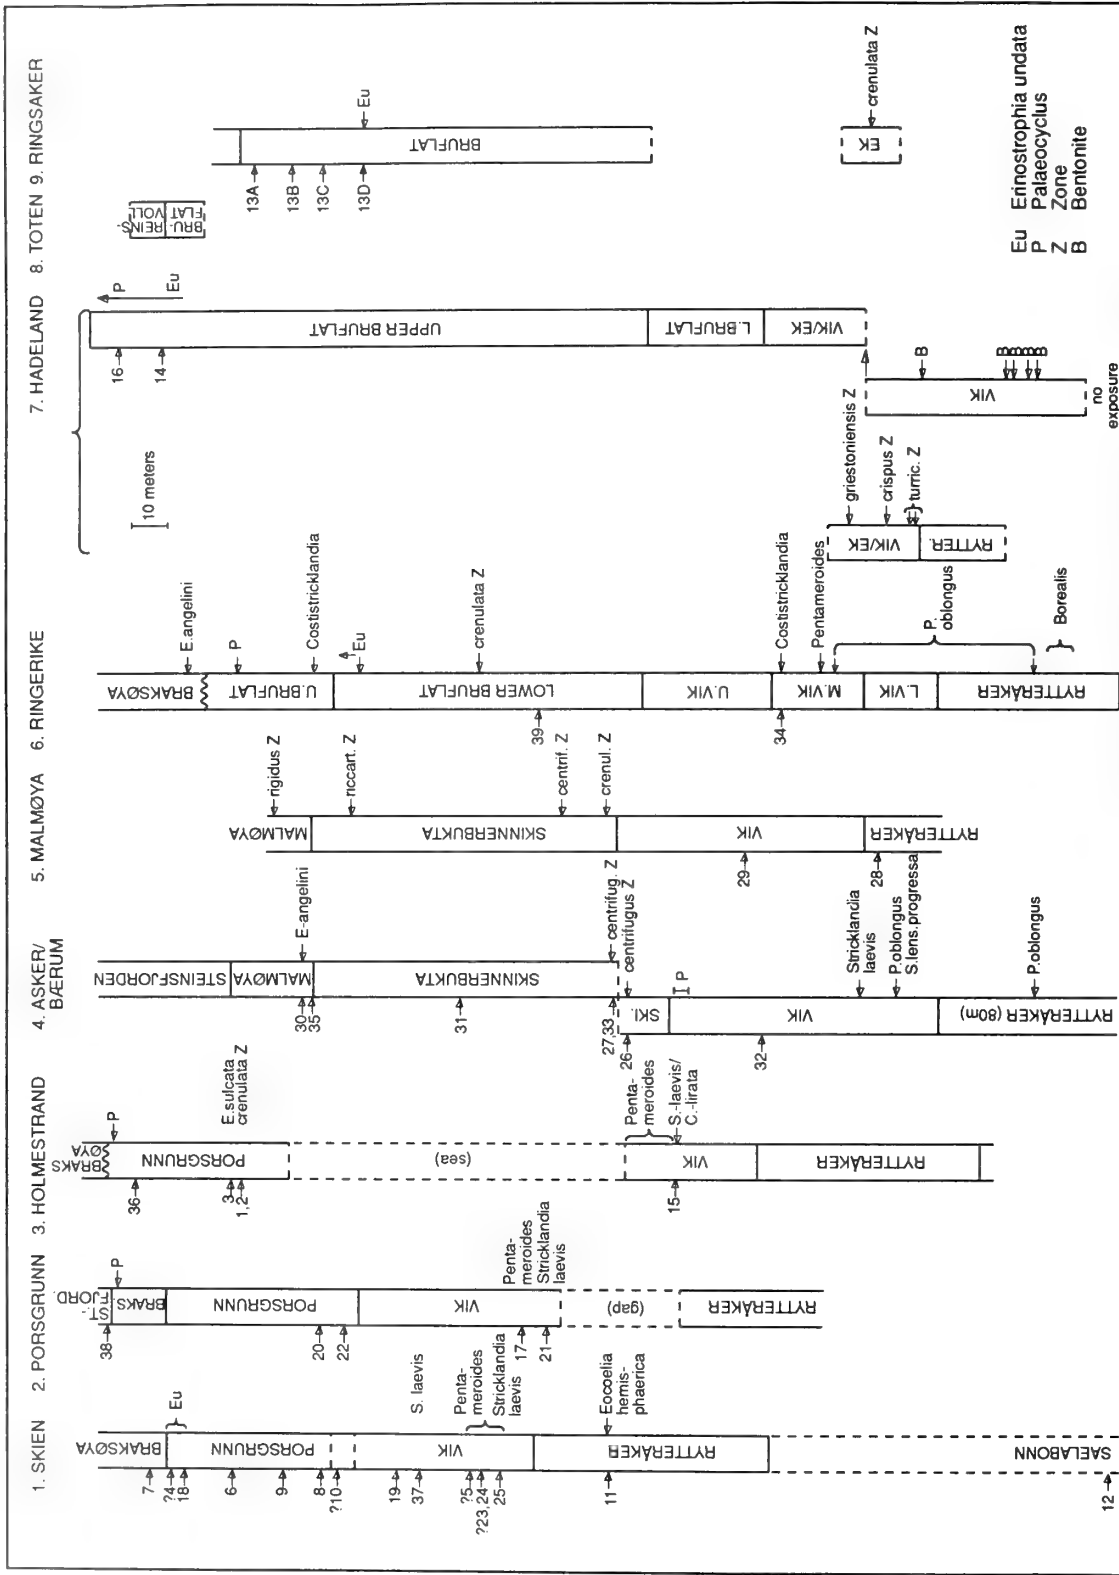 1. SKIEN
2. PORSGRUNN
3. HOLMESTRAND
4. ASKER/
BÆRUM
5. MALMØYA
6. RINGERIKE
7. HADELAND
8. TOTEN
9. RINGSAKER
BRAKSØYA
PORSGRUNN
VIK
RYTTERÅKER
SAELABONN
7
?4
18
6
9
8
?10
19
37
?5
?23,24
25
11
12
Eu
S. laevis
Penta-
meroides
Stricklandia
laevis
Eocoelia
hemis-
phaerica
ST.-
FJORD.
BRAKS.
PORSGRUNN
VIK
(gap)
RYTTERÅKER
38
20
22
17
21
P
Penta-
meroides
Stricklandia
laevis
BRAKS
ØYA
PORSGRUNN
(sea)
VIK
RYTTERÅKER
36
3
1,2
15
P
E.sulcata
crenulata Z
Penta-
meroides
S.-laevis/
C.-lirata
STEINSFJORDEN
MALMØYA
SKINNERBUKTA
SKI.
VIK
RYTTERÅKER (80m)
30
35
31
27,33
26
32
E-angelini
centrifug. Z
centrifugus Z
P
Stricklandia
laevis
P.oblongus
S.lens.progressa
P.oblongus
MALMØYA
SKINNERBUKTA
VIK
RYTTERÅKER
29
28
rigidus Z
riccart. Z
centrif. Z
crenul. Z
BRAKSØYA
U.BRUFLAT
LOWER BRUFLAT
U.VIK
M.VIK
L.VIK
RYTTERÅKER
39
34
E.angelini
P
Costistricklandia
Eu
crenulata Z
Costistricklandia
Pentameroides
P.
oblongus
Borealis
10 meters
VIK/EK
RYTTER.
griestoniensis Z
crispus Z
turric. Z
UPPER BRUFLAT
L.BRUFLAT
VIK/EK
VIK
16
14
P
Eu
B
B
B
B
B
no
exposure
REINS-
VOLL
BRU-
FLAT
BRUFLAT
EK
13A
13B
13C
13D
Eu
crenulata Z
Eu Erinostrophia undata
P Palaeocyclus
Z Zone
B Bentonite